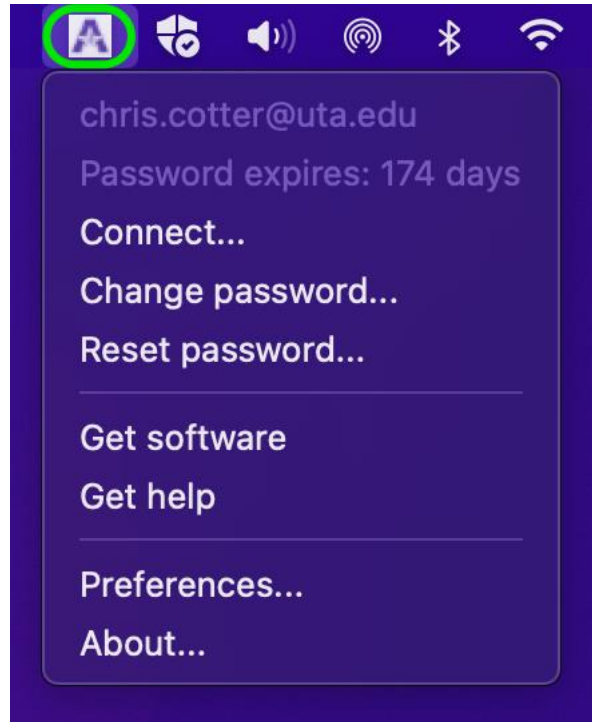 A
chris.cotter@uta.edu
Password expires: 174 days
Connect...
Change password...
Reset password...
Get software
Get help
Preferences...
About...